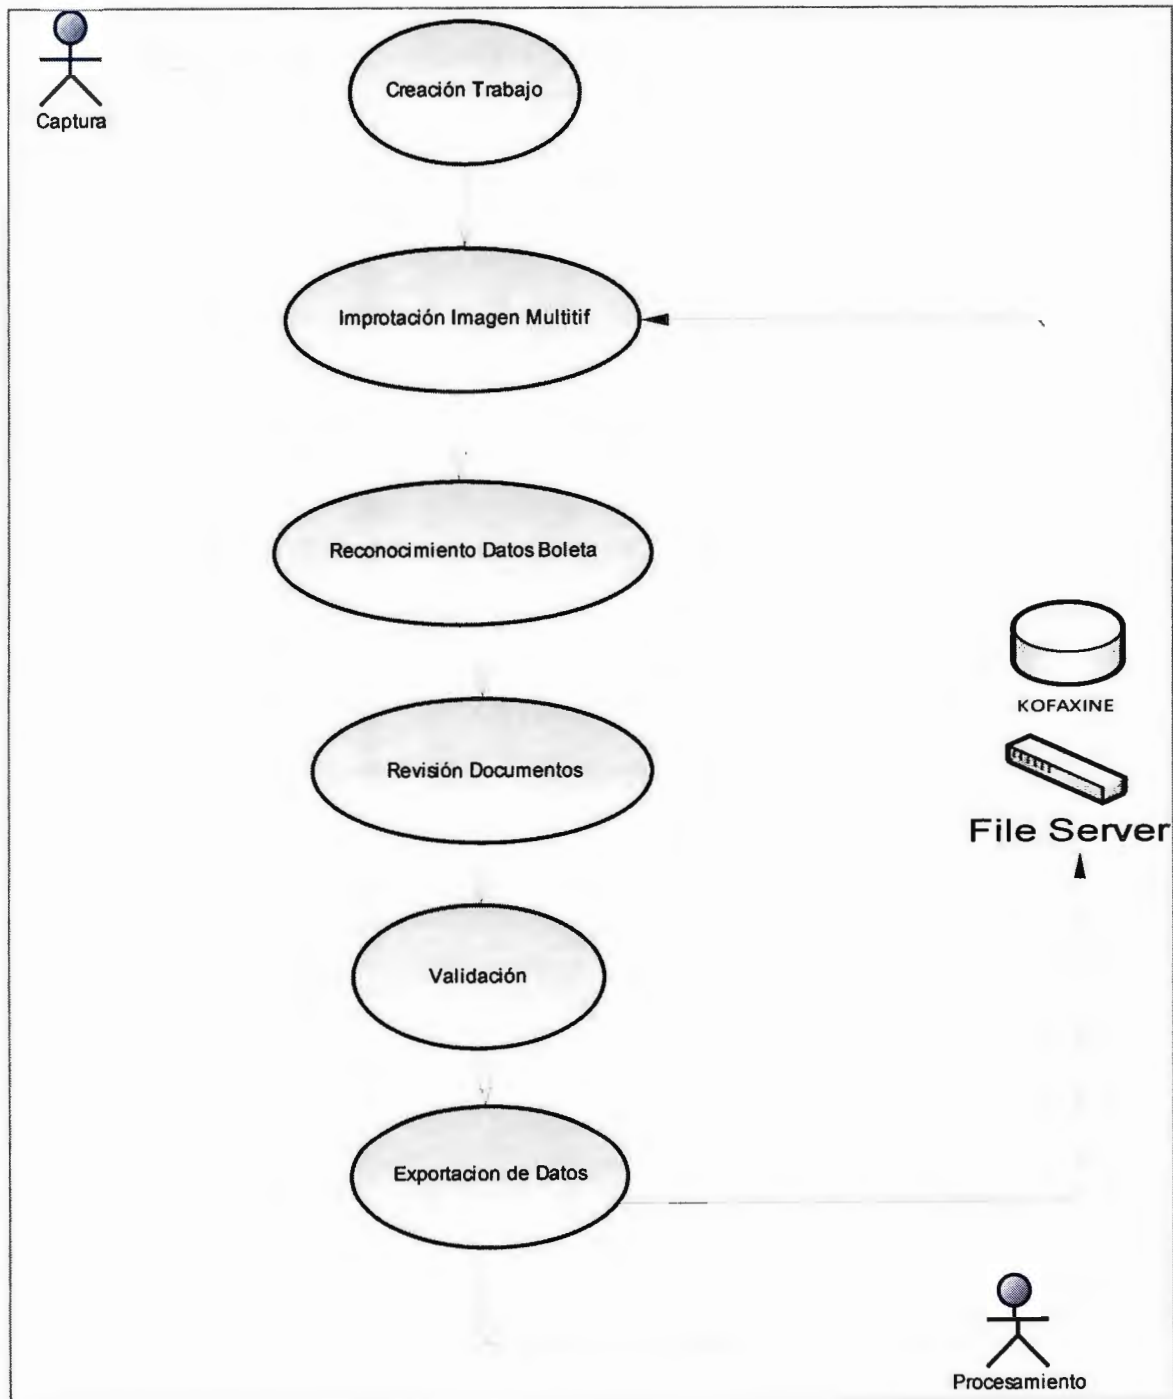 Captura
Creación Trabajo
Improtación Imagen Multitif
Reconocimiento Datos Boleta
Revisión Documentos
KOFAXINE
File Server
Validación
Exportacion de Datos
Procesamiento